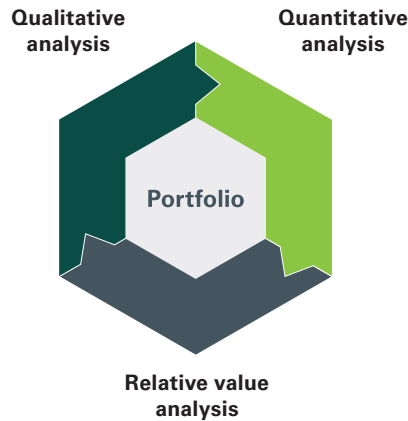 Qualitative
analysis
Quantitative
analysis
Portfolio
Relative value
analysis